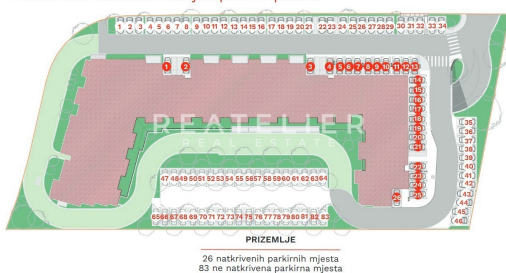 1 2 3 4 5 6 7 8 9 10 11 12 13 14 15 16 17 18 19 20 21 22 23 24 25 26 27 28 29 30 31 32 33 34
1 2 3 4 5 6 7 8 9 10 11 12 13
14
15
16
17
18
19
20
21
22
23
24
25
26
35
36
37
38
39
40
41
42
43
44
45
46
REATELIER
REAL ESTATE
47 48 49 50 51 52 53 54 55 56 57 58 59 60 61 62 63 64
65 66 67 68 69 70 71 72 73 74 75 76 77 78 79 80 81 82 83
PRIZEMLJE
26 natkrivenih parkirnih mjesta
83 ne natkrivena parkirna mjesta